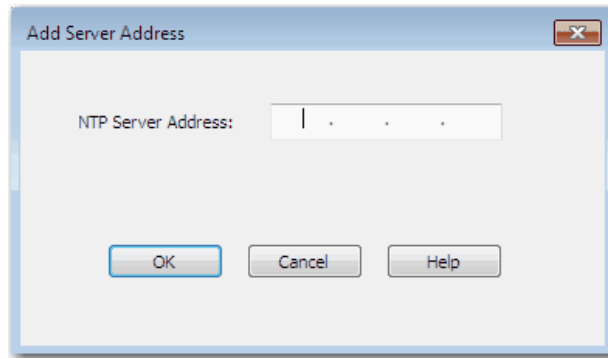 Add Server Address
NTP Server Address: . . .
OK Cancel Help